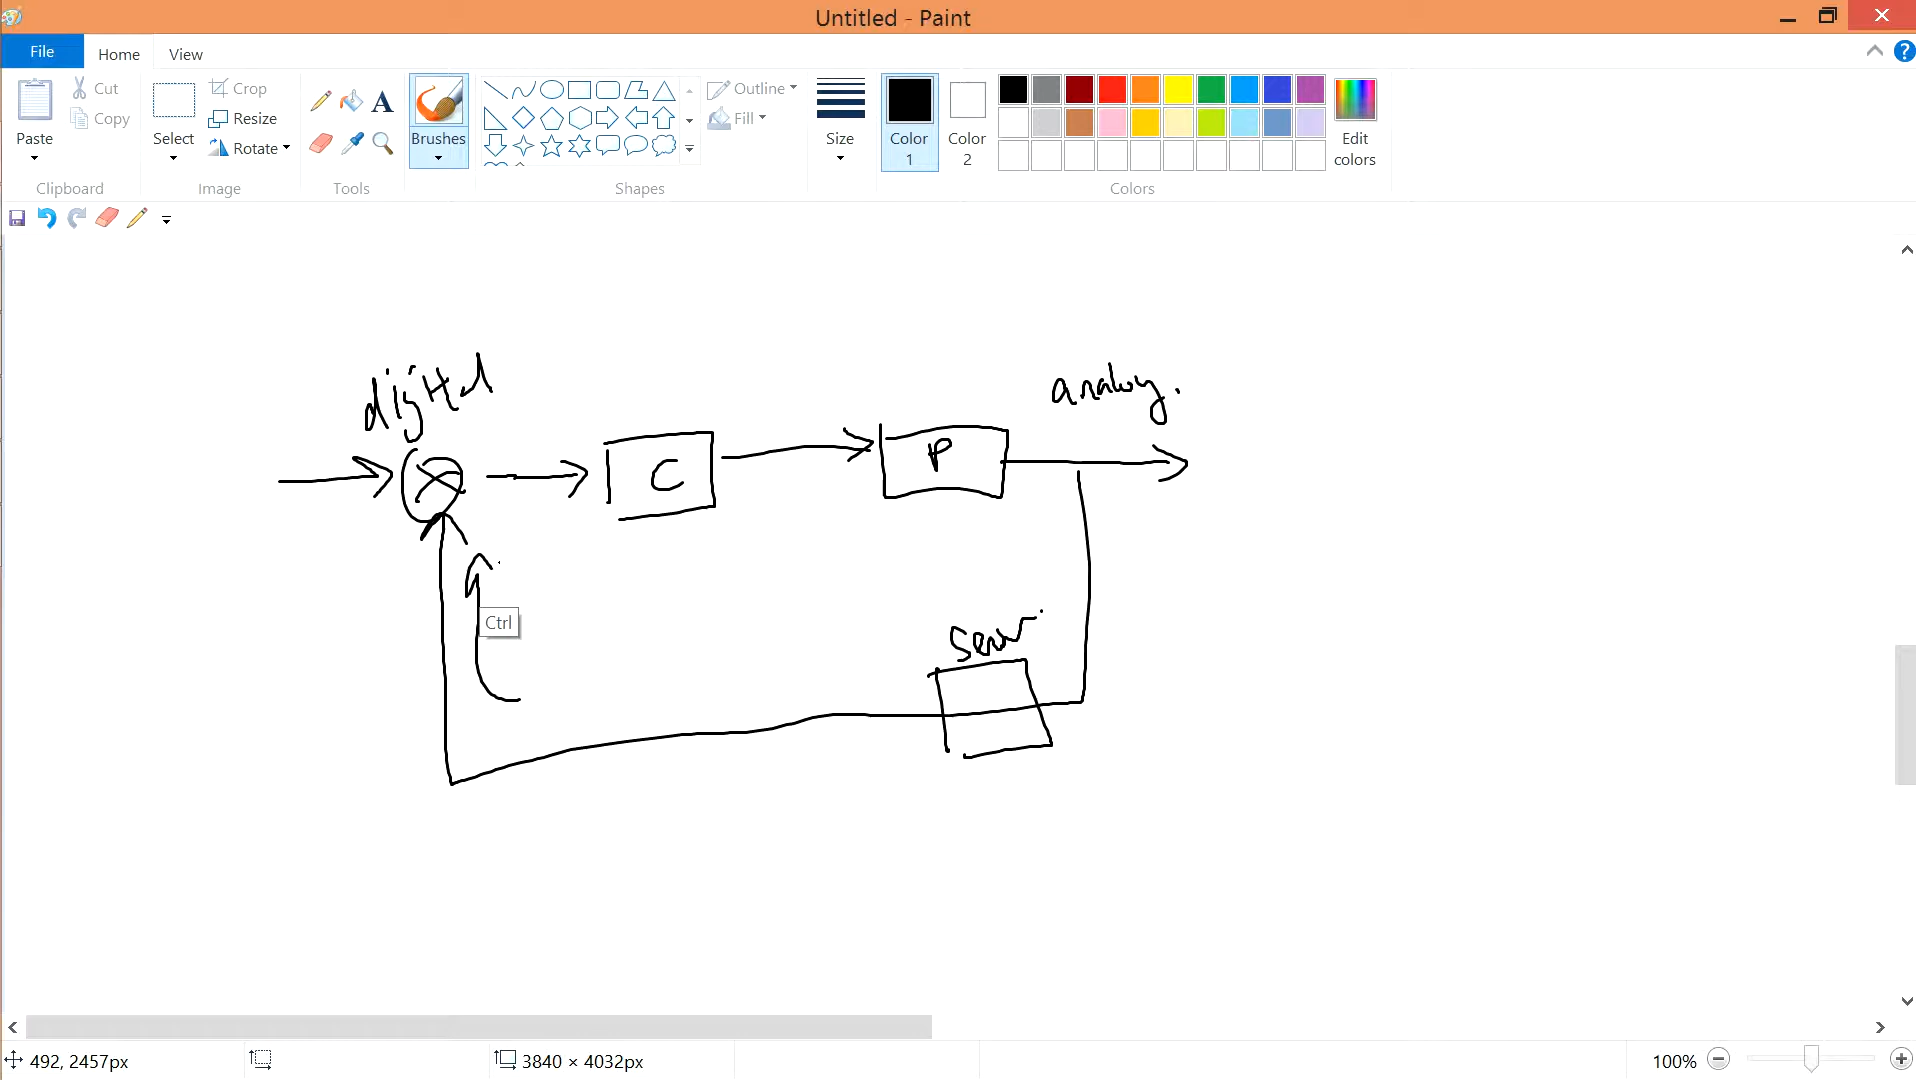 Untitled - Paint
File
Home
View
Paste
Cut
Copy
Clipboard
Select
Crop
Resize
Rotate
Image
Tools
A
Brushes
Shapes
Outline
Fill
Size
Color 1
Color 2
Edit colors
Colors
digital
analog.
C
P
Ctrl
492, 2457px
3840 × 4032px
100%